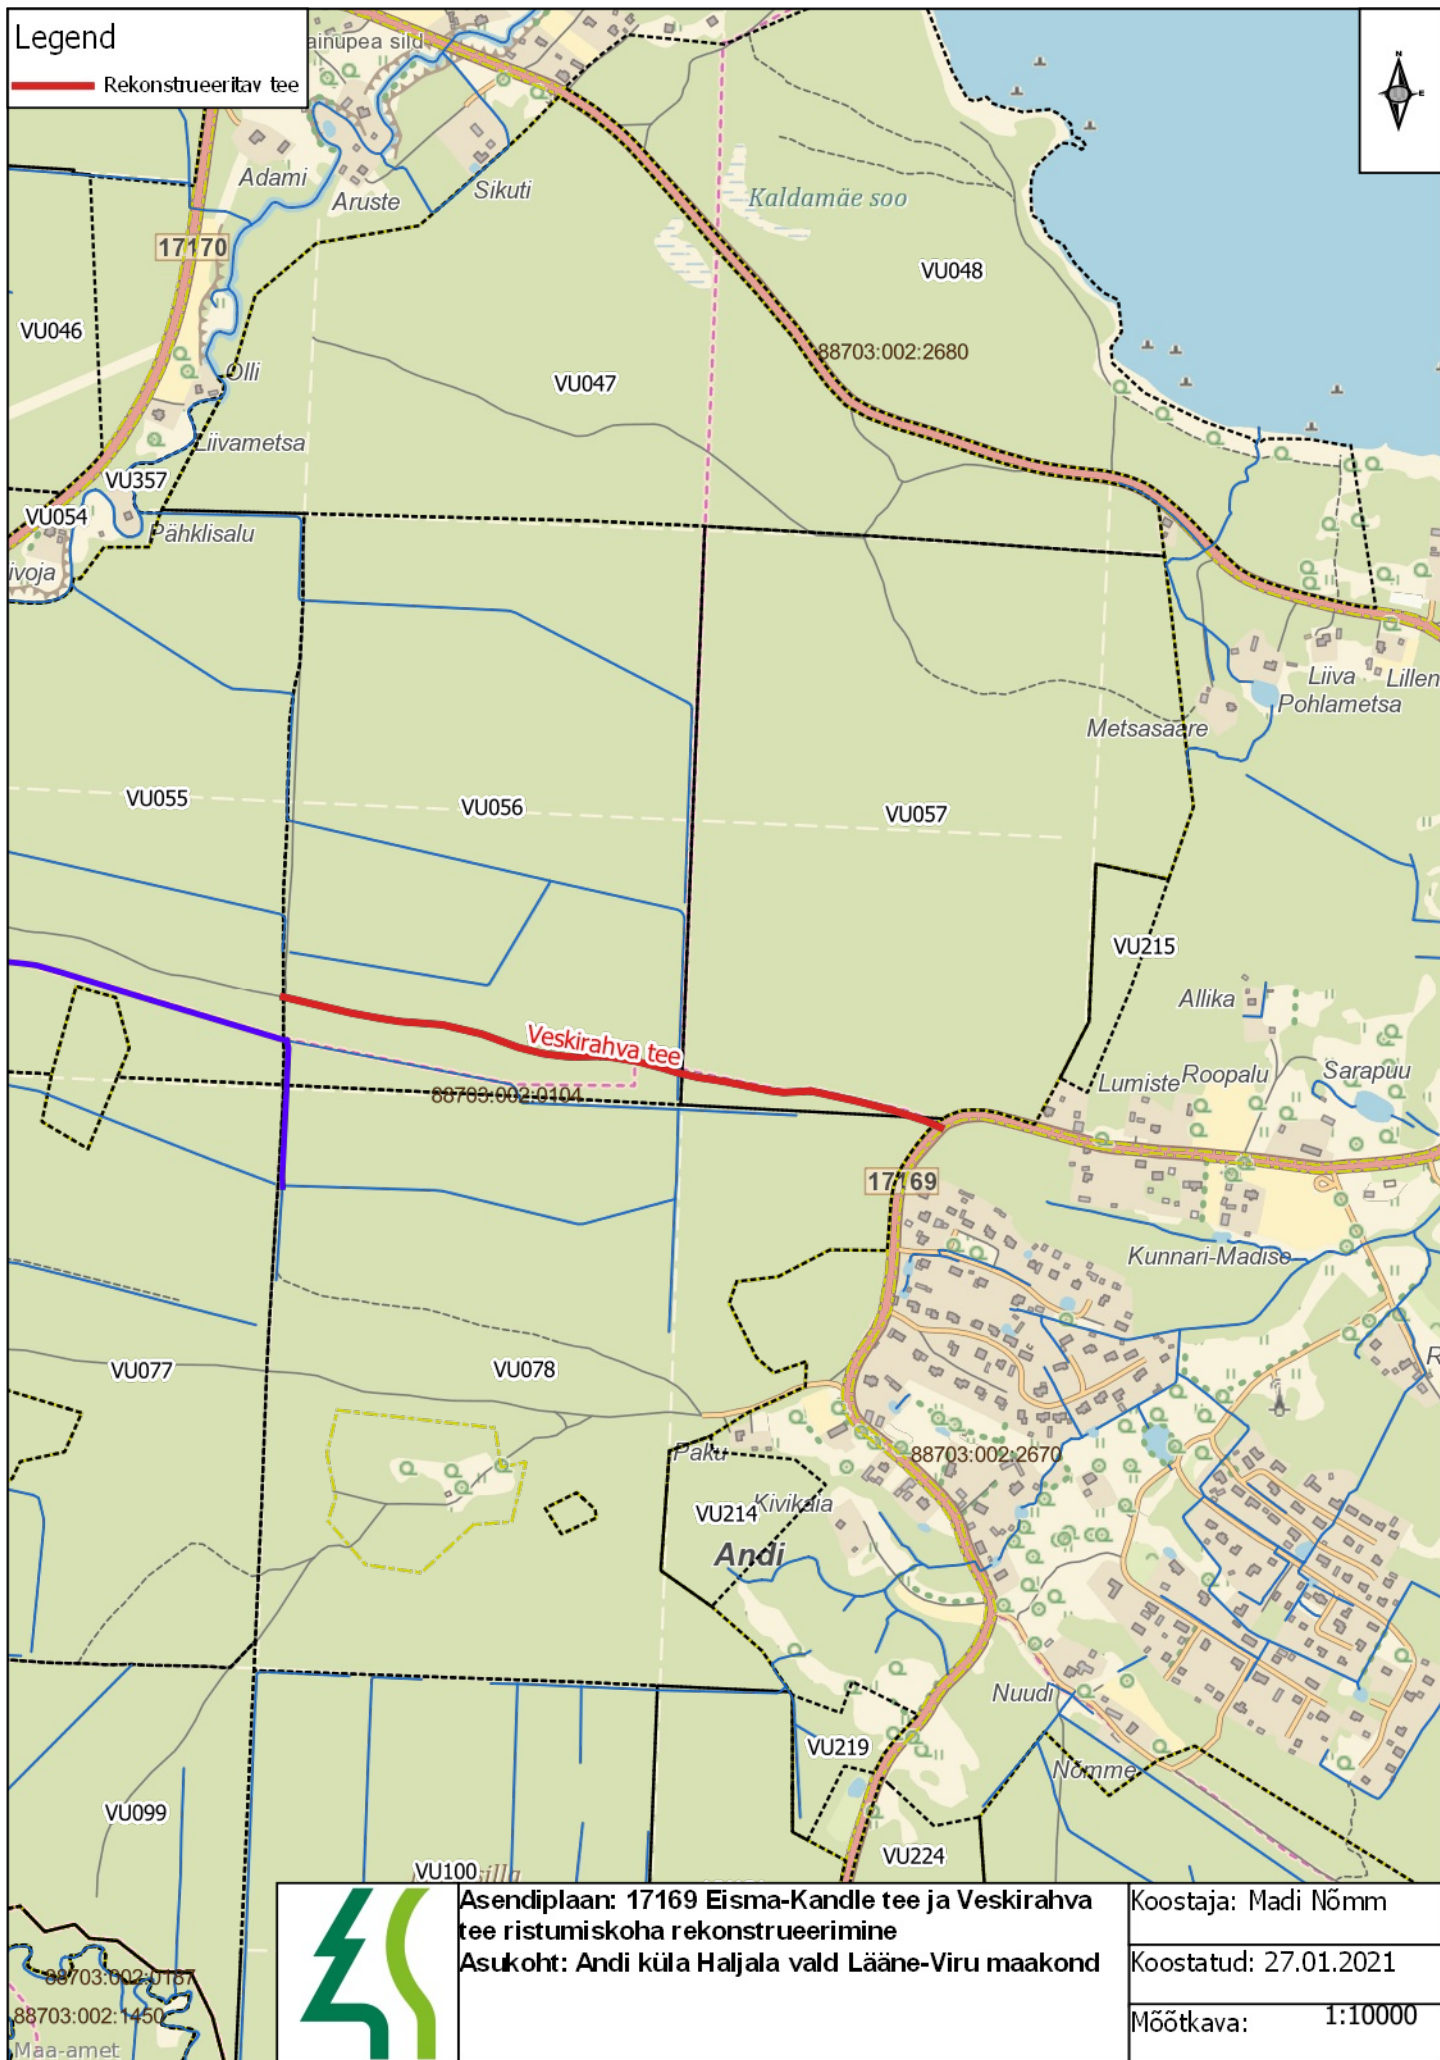 Legend
Rekonstrueeritav tee
ainupea sild
N
E
Adami
Aruste
Sikuti
Kaldamäe soo
17170
VU048
VU046
88703:002:2680
Olli
VU047
Liivametsa
VU357
VU054
Pähklisalu
ivoja
Liiva
Lillen
Pohlametsa
Metsasaare
VU055
VU056
VU057
VU215
Allika
Veskirahva tee
Lumiste
Roopalu
Sarapuu
88703:002:0104
17169
Kunnari-Madise
VU077
VU078
R
Paku
88703:002:2670
VU214
Kivikaia
Andi
Nuudi
VU219
Nõmme
VU099
VU100
silla
VU224
88703:002:0187
88703:002:1450
Maa-amet
Asendiplaan: 17169 Eisma-Kandle tee ja Veskirahva
tee ristumiskoha rekonstrueerimine
Asukoht: Andi küla Haljala vald Lääne-Viru maakond
Koostaja: Madi Nõmm
Koostatud: 27.01.2021
Mõõtkava: 1:10000